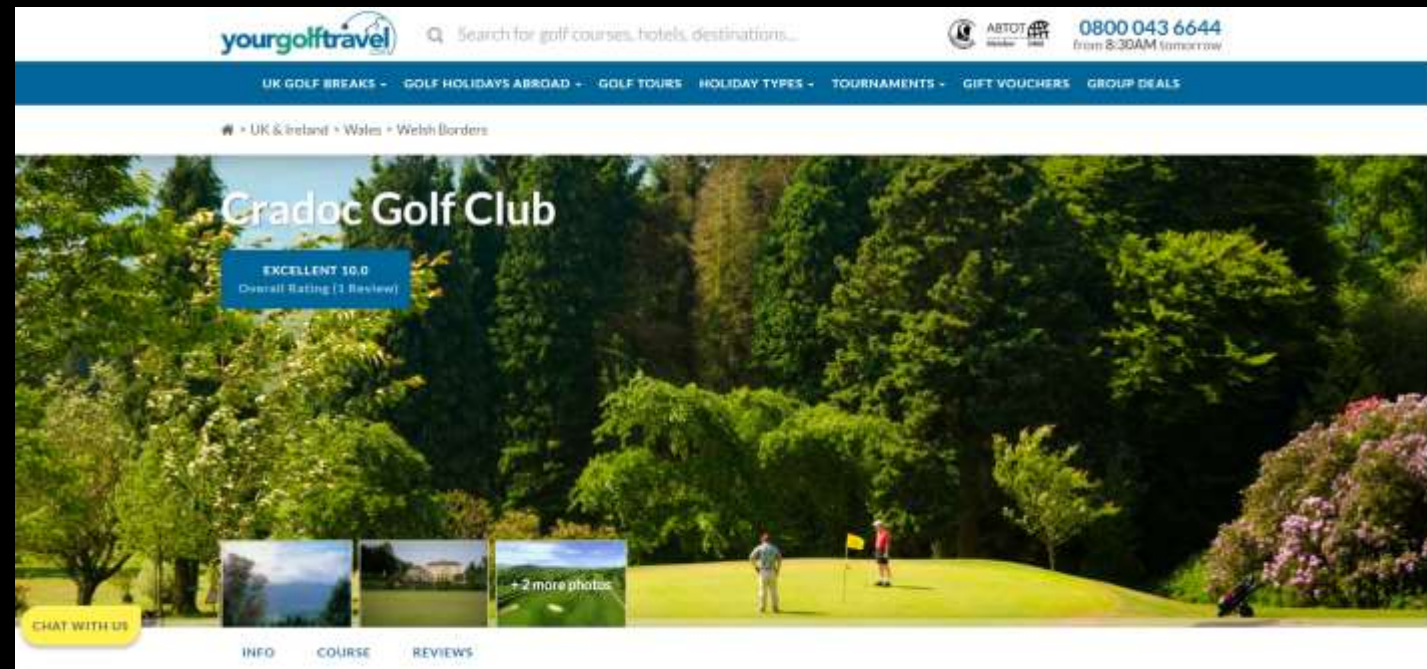 yourgolftravel
Search for golf courses, hotels, destinations...
ABTOT
Member
0800 043 6644
from 8:30AM tomorrow
UK GOLF BREAKS GOLF HOLIDAYS ABROAD GOLF TOURS HOLIDAY TYPES TOURNAMENTS GIFT VOUCHERS GROUP DEALS
> UK & Ireland > Wales > Welsh Borders
Cradoc Golf Club
EXCELLENT 10.0
Overall Rating (1 Review)
+ 2 more photos
CHAT WITH US
INFO COURSE REVIEWS